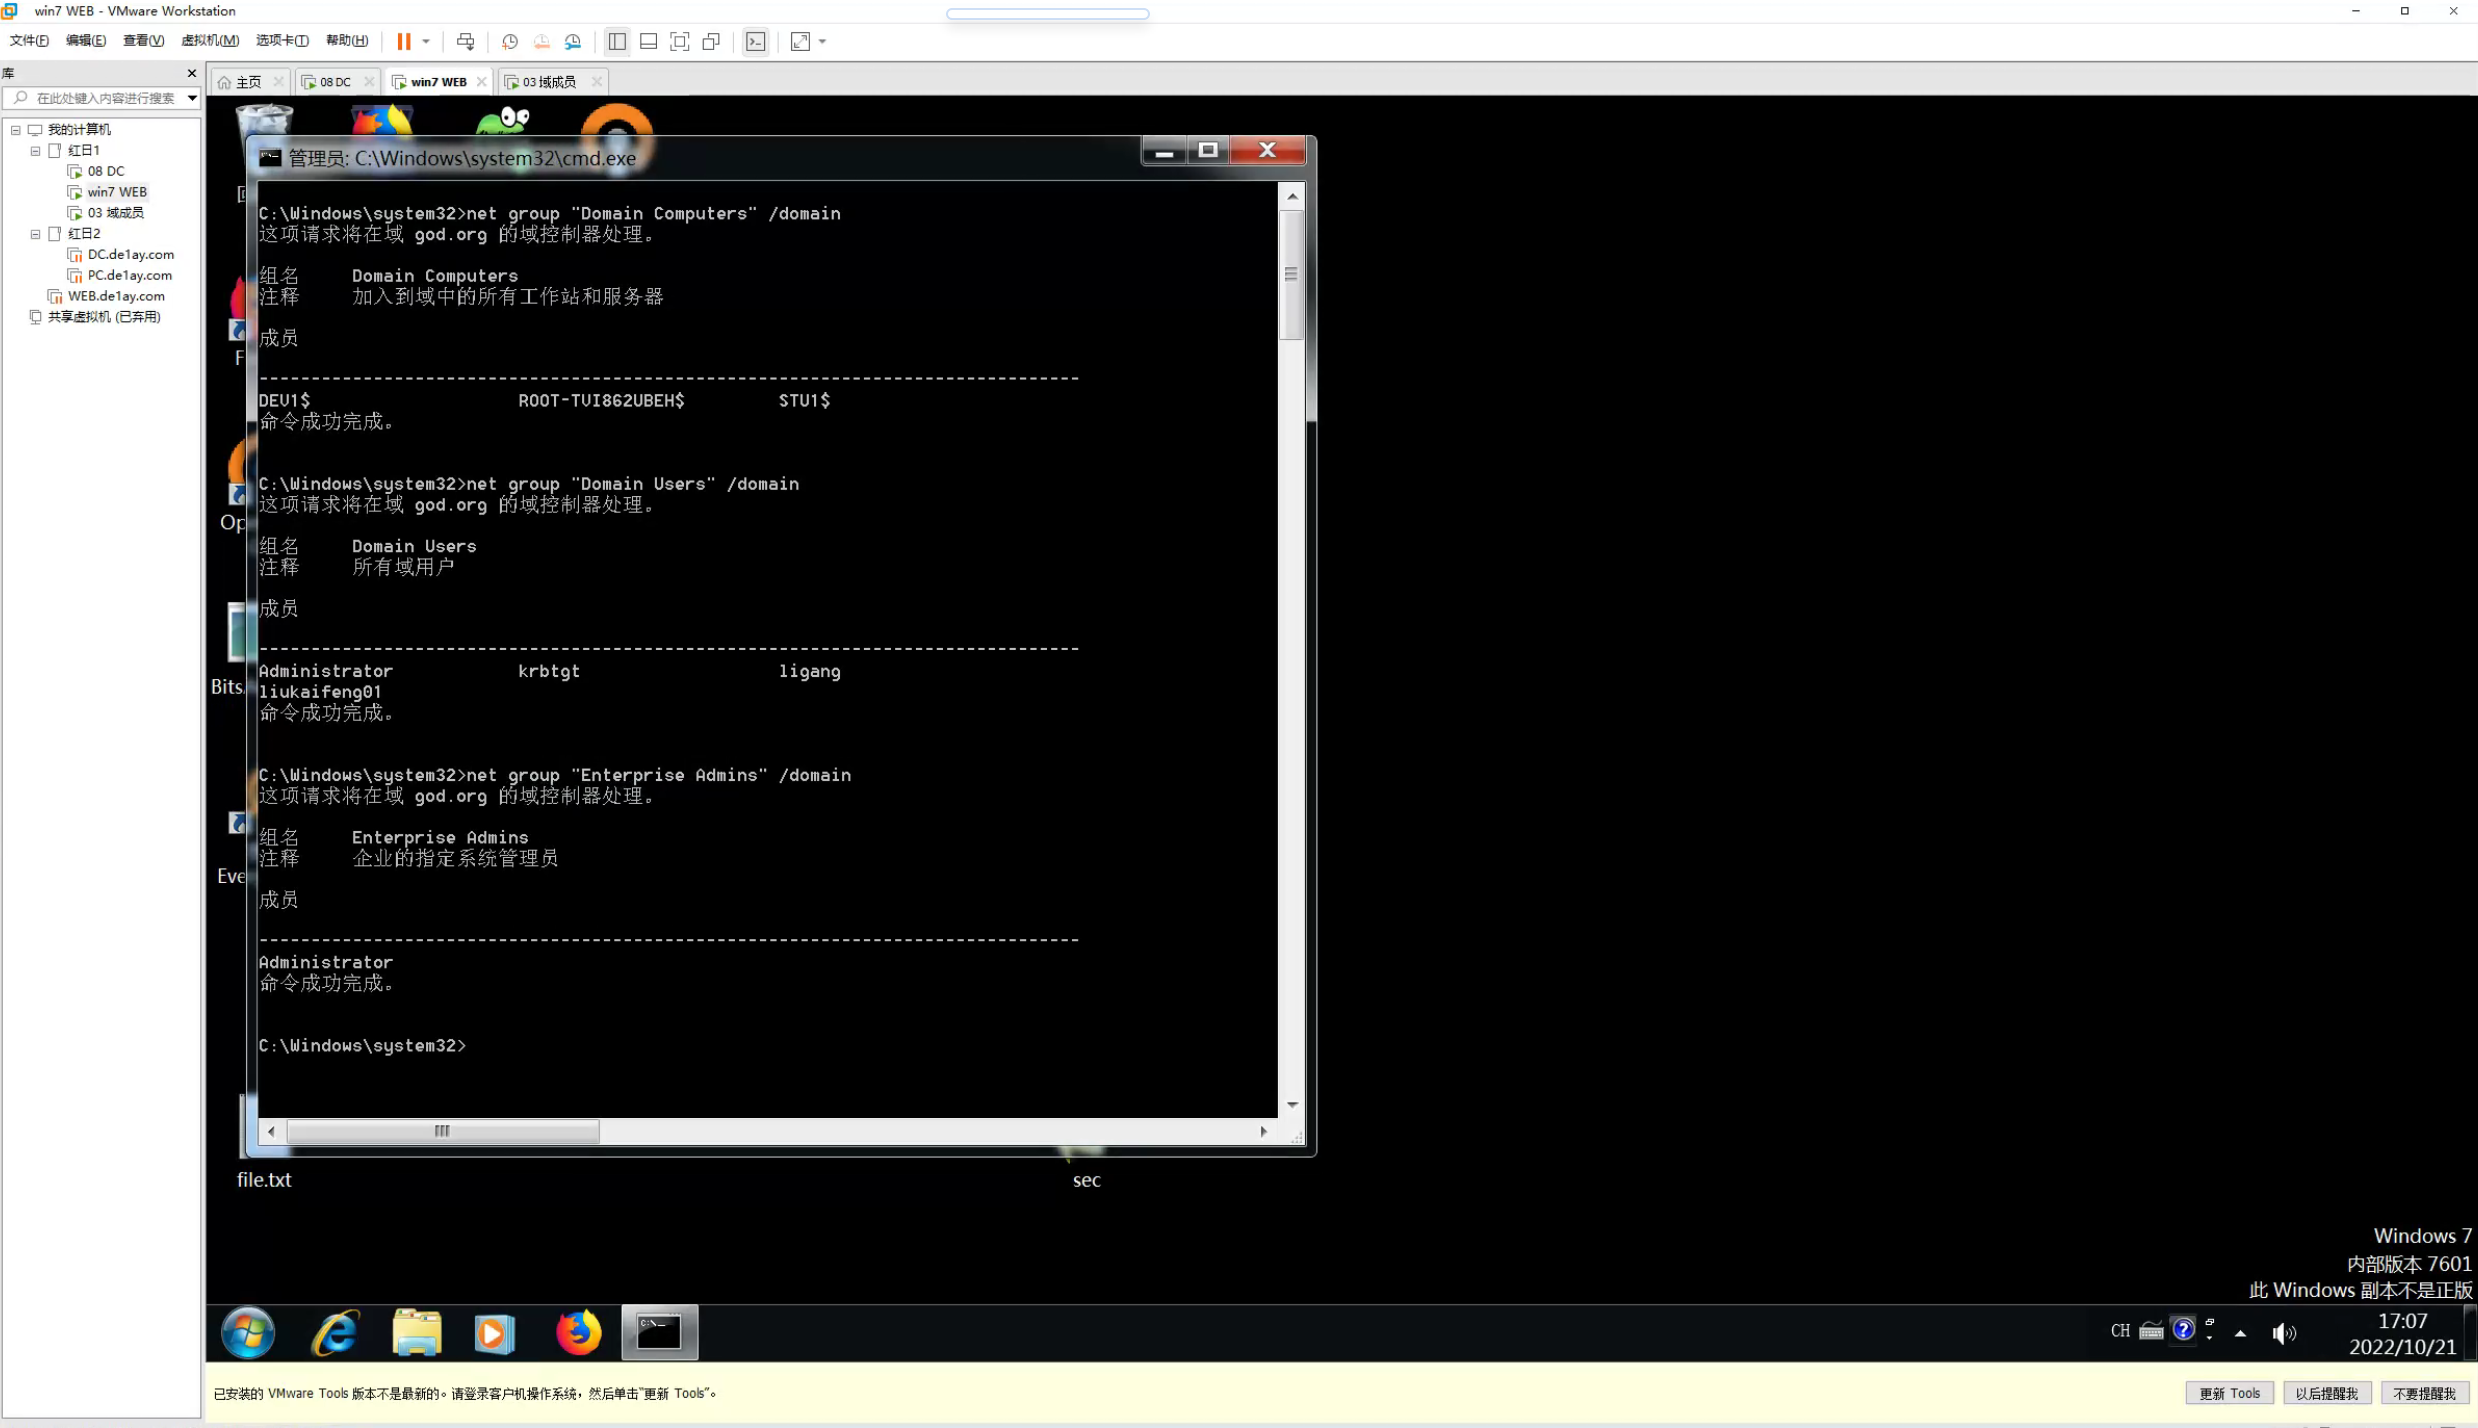 win7 WEB - VMware Workstation
文件(F) 编辑(E) 查看(V) 虚拟机(M) 选项卡(T) 帮助(H)
库
在此处键入内容进行搜索
我的计算机
红日1
08 DC
win7 WEB
03 域成员
红日2
DC.de1ay.com
PC.de1ay.com
WEB.de1ay.com
共享虚拟机 (已弃用)
主页 08 DC win7 WEB 03 域成员
管理员: C:\Windows\system32\cmd.exe
C:\Windows\system32>net group "Domain Computers" /domain
这项请求将在域 god.org 的域控制器处理。
组名 Domain Computers
注释 加入到域中的所有工作站和服务器
成员
-------------------------------------------------------------------------------
DEV1$ ROOT-TVI862UBEH$ STU1$
命令成功完成。
C:\Windows\system32>net group "Domain Users" /domain
这项请求将在域 god.org 的域控制器处理。
组名 Domain Users
注释 所有域用户
成员
-------------------------------------------------------------------------------
Administrator krbtgt ligang
liukaifeng01
命令成功完成。
C:\Windows\system32>net group "Enterprise Admins" /domain
这项请求将在域 god.org 的域控制器处理。
组名 Enterprise Admins
注释 企业的指定系统管理员
成员
-------------------------------------------------------------------------------
Administrator
命令成功完成。
C:\Windows\system32>
F
Op
Bits
Eve
file.txt
sec
Windows 7
内部版本 7601
此 Windows 副本不是正版
CH
17:07
2022/10/21
已安装的 VMware Tools 版本不是最新的。请登录客户机操作系统，然后单击“更新 Tools”。
更新 Tools 以后提醒我 不要提醒我